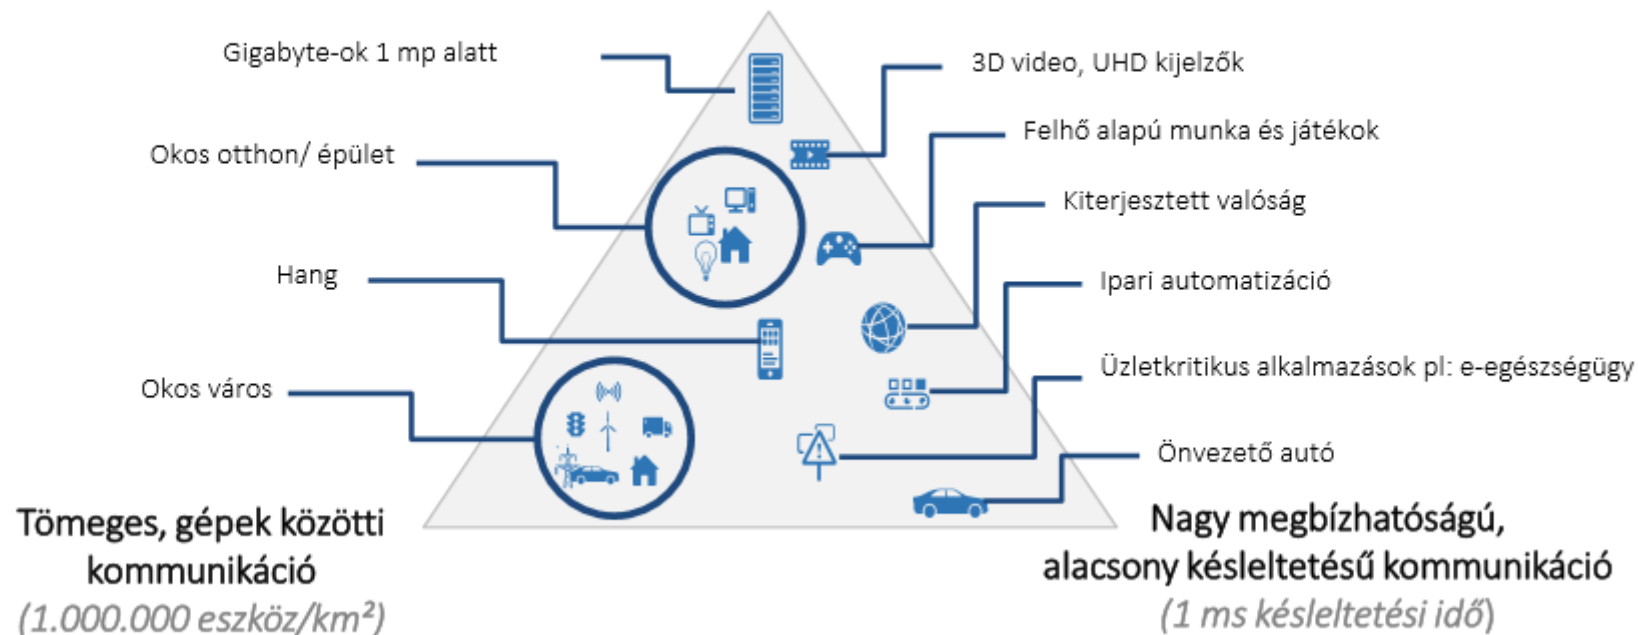 Gigabyte-ok 1 mp alatt
3D video, UHD kijelzők
Felhő alapú munka és játékok
Okos otthon/ épület
Kiterjesztett valóság
Hang
Ipari automatizáció
Üzletkritikus alkalmazások pl: e-egészségügy
Okos város
Önvezető autó
Tömeges, gépek közötti
kommunikáció
(1.000.000 eszköz/km²)
Nagy megbízhatóságú,
alacsony késleltetésű kommunikáció
(1 ms késleltetési idő)